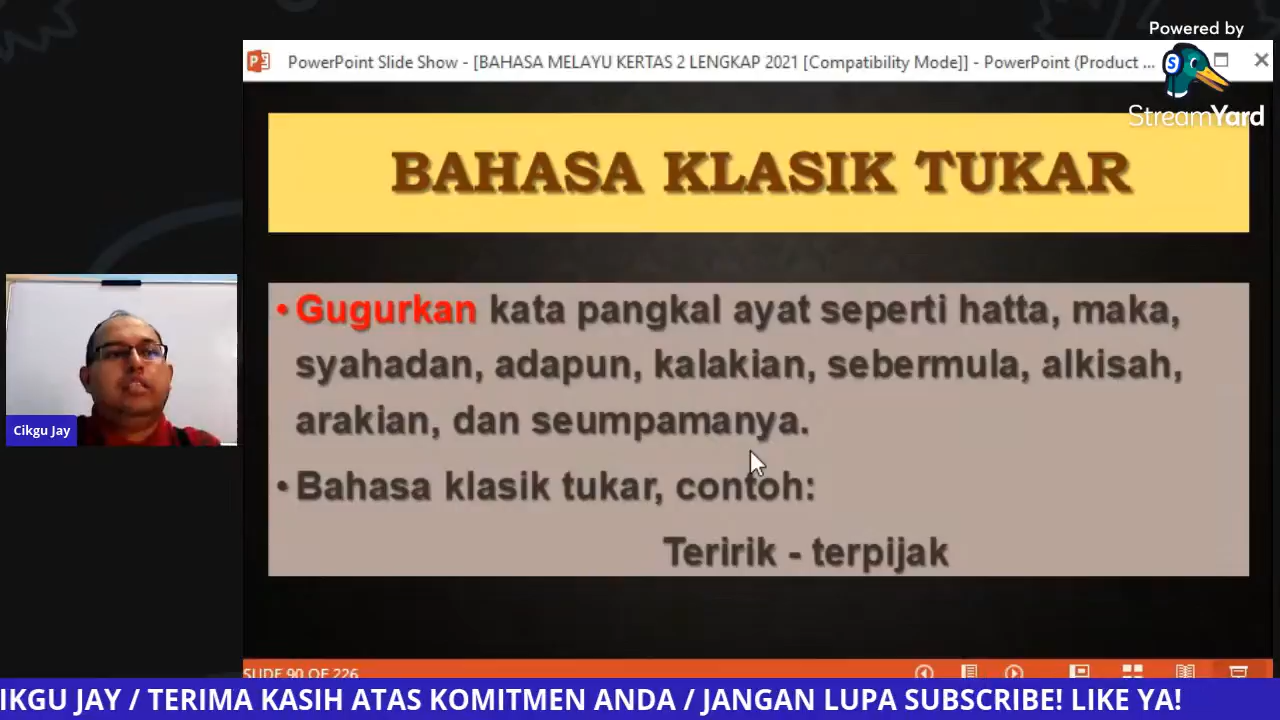 Powered by
StreamYard
PowerPoint Slide Show - [BAHASA MELAYU KERTAS 2 LENGKAP 2021 [Compatibility Mode]] - PowerPoint (Product ...
BAHASA KLASIK TUKAR
• Gugurkan kata pangkal ayat seperti hatta, maka,
syahadan, adapun, kalakian, sebermula, alkisah,
arakian, dan seumpamanya.
• Bahasa klasik tukar, contoh:
Teririk - terpijak
Cikgu Jay
SLIDE 90 OF 226
IKGU JAY / TERIMA KASIH ATAS KOMITMEN ANDA / JANGAN LUPA SUBSCRIBE! LIKE YA!